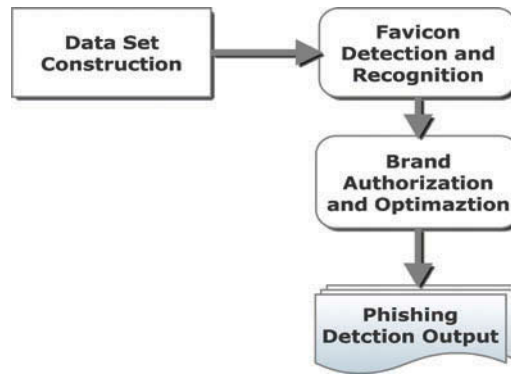 Data Set
Construction
Favicon
Detection and
Recognition
Brand
Authorization
and Optimaztion
Phishing
Detction Output